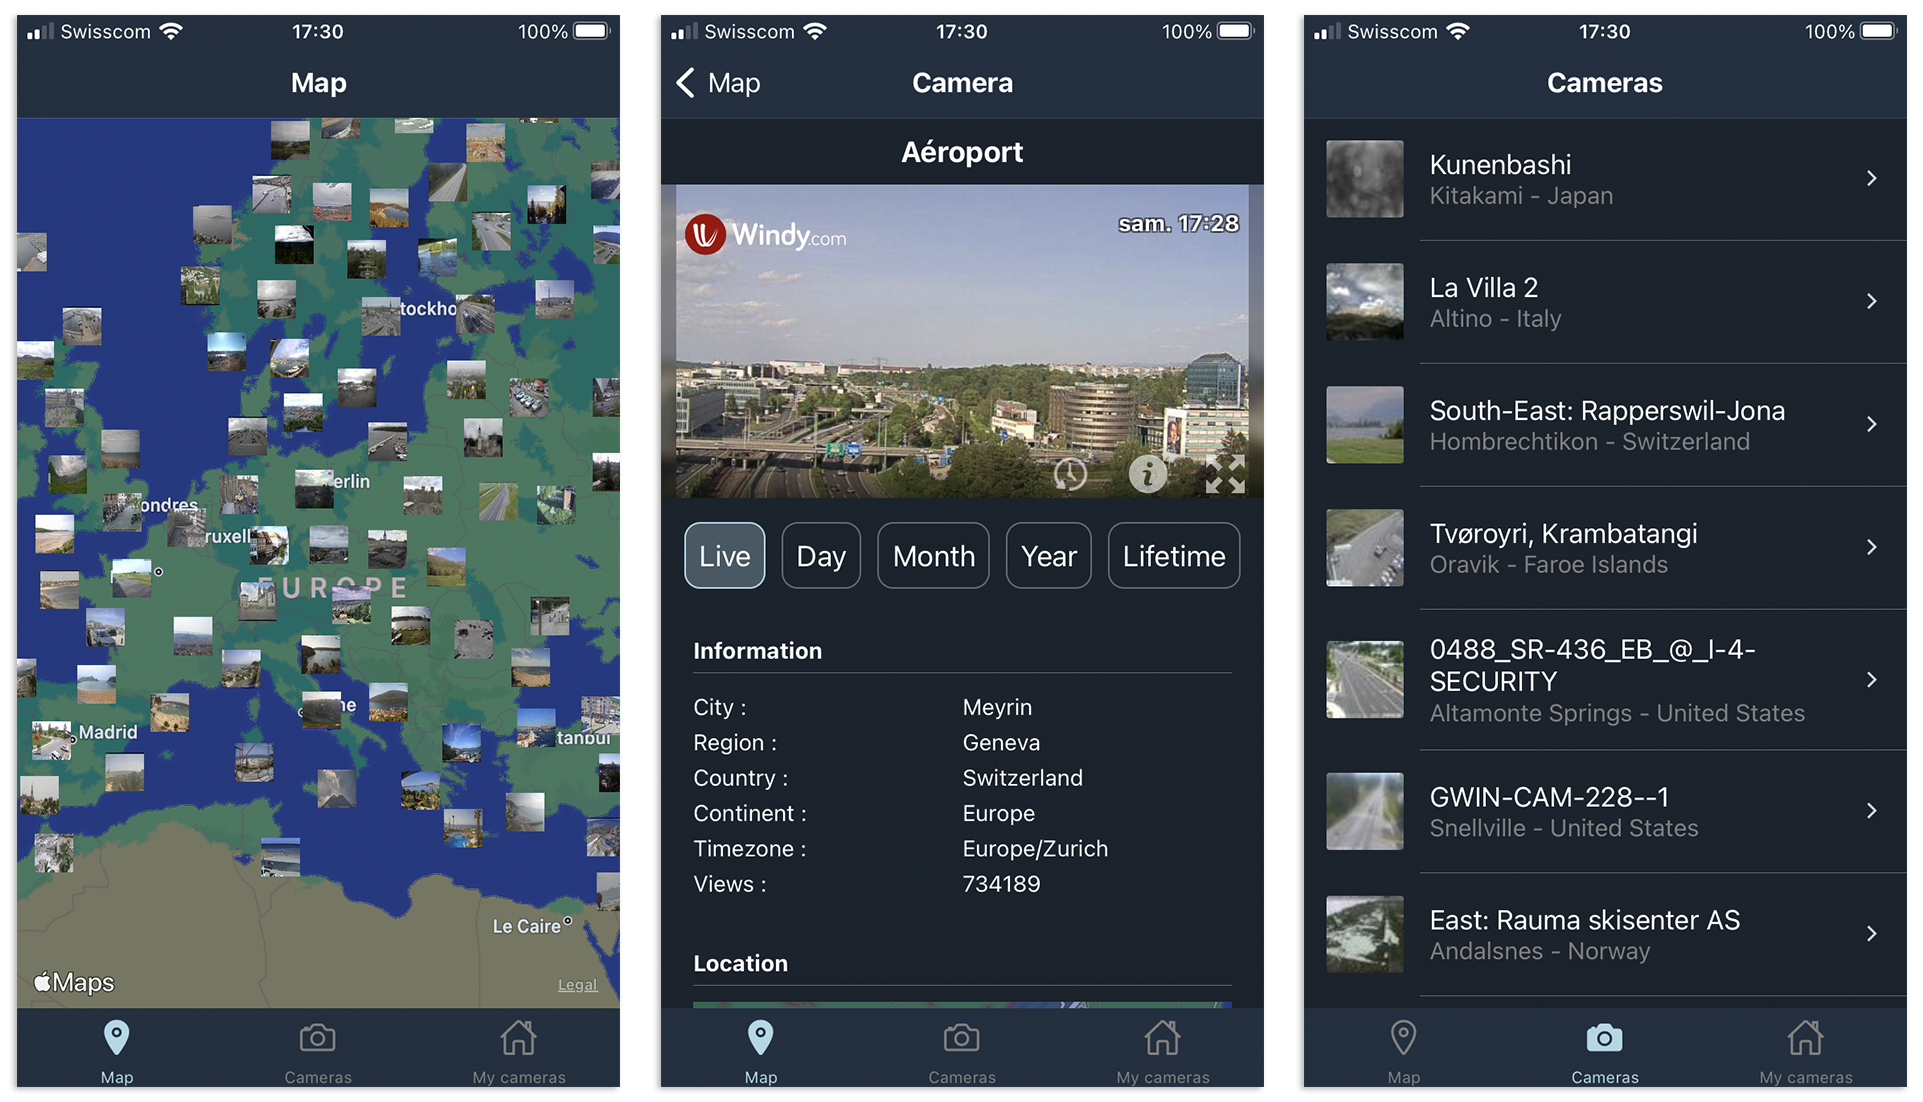 Swisscom 17:30 100%
Map
tockho
erlin
ondres
ruxell
EUROPE
ne
Madrid
tanbul
Le Caire
Maps
Legal
Map Cameras My cameras
Swisscom 17:30 100%
Map Camera
Aéroport
Windy.com
sam. 17:28
Live Day Month Year Lifetime
Information
City : Meyrin
Region : Geneva
Country : Switzerland
Continent : Europe
Timezone : Europe/Zurich
Views : 734189
Location
Map Cameras My cameras
Swisscom 17:30 100%
Cameras
Kunenbashi
Kitakami - Japan
La Villa 2
Altino - Italy
South-East: Rapperswil-Jona
Hombrechtikon - Switzerland
Tvøroyri, Krambatangi
Oravik - Faroe Islands
0488_SR-436_EB_@_I-4-
SECURITY
Altamonte Springs - United States
GWIN-CAM-228--1
Snellville - United States
East: Rauma skisenter AS
Andalsnes - Norway
Map Cameras My cameras